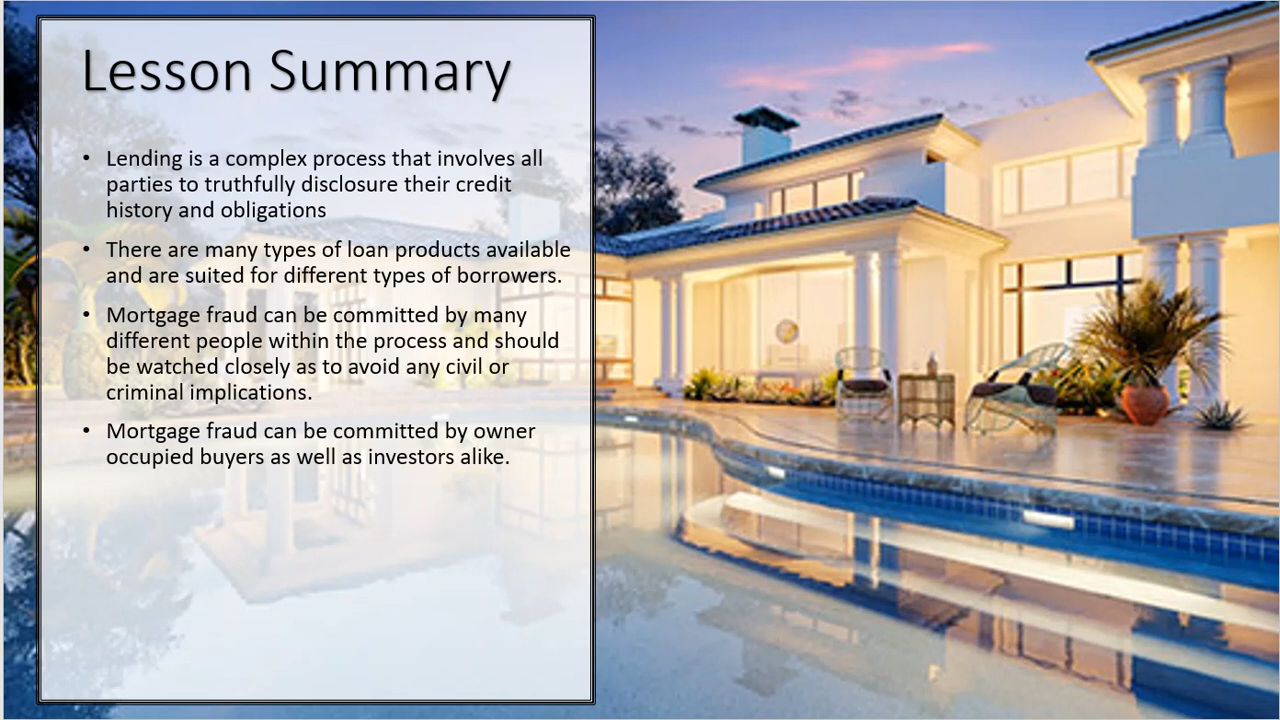 Lesson Summary
• Lending is a complex process that involves all
parties to truthfully disclosure their credit
history and obligations
• There are many types of loan products available
and are suited for different types of borrowers.
• Mortgage fraud can be committed by many
different people within the process and should
be watched closely as to avoid any civil or
criminal implications.
• Mortgage fraud can be committed by owner
occupied buyers as well as investors alike.